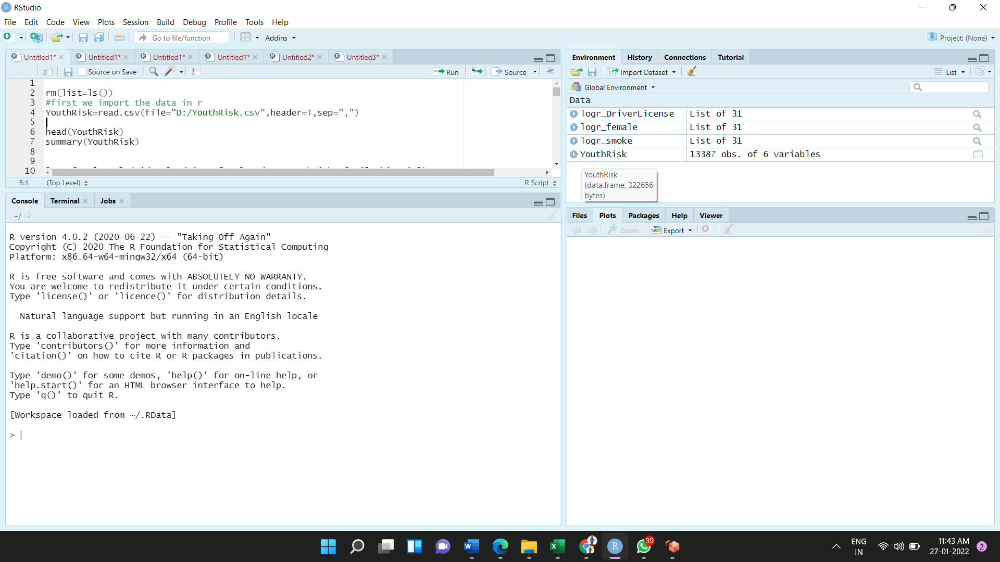 RStudio
File Edit Code View Plots Session Build Debug Profile Tools Help
Go to file/function Addins Project: (None)
Untitled1* Untitled1* Untitled1* Untitled1* Untitled2* Untitled3*
Source on Save Run Source
1
2 rm(list=ls())
3 #first we import the data in r
4 YouthRisk=read.csv(file="D:/YouthRisk.csv",header=T,sep=",")
5
6 head(YouthRisk)
7 summary(YouthRisk)
8
9
10
5:1 (Top Level) R Script
Console Terminal Jobs
~/
R version 4.0.2 (2020-06-22) -- "Taking Off Again"
Copyright (C) 2020 The R Foundation for Statistical Computing
Platform: x86_64-w64-mingw32/x64 (64-bit)
R is free software and comes with ABSOLUTELY NO WARRANTY.
You are welcome to redistribute it under certain conditions.
Type 'license()' or 'licence()' for distribution details.
Natural language support but running in an English locale
R is a collaborative project with many contributors.
Type 'contributors()' for more information and
'citation()' on how to cite R or R packages in publications.
Type 'demo()' for some demos, 'help()' for on-line help, or
'help.start()' for an HTML browser interface to help.
Type 'q()' to quit R.
[Workspace loaded from ~/.RData]
>
Environment History Connections Tutorial
Import Dataset List
Global Environment
Data
logr_DriverLicense List of 31
logr_female List of 31
logr_smoke List of 31
YouthRisk 13387 obs. of 6 variables
YouthRisk
(data.frame, 322656
bytes)
Files Plots Packages Help Viewer
Zoom Export
39
ENG
IN
11:43 AM
27-01-2022
2